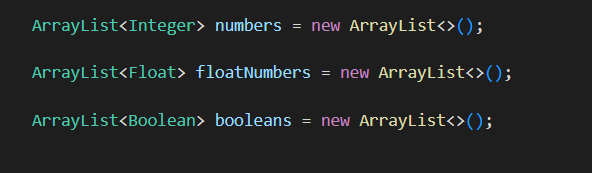 ArrayList<Integer> numbers = new ArrayList<>();
ArrayList<Float> floatNumbers = new ArrayList<>();
ArrayList<Boolean> booleans = new ArrayList<>();